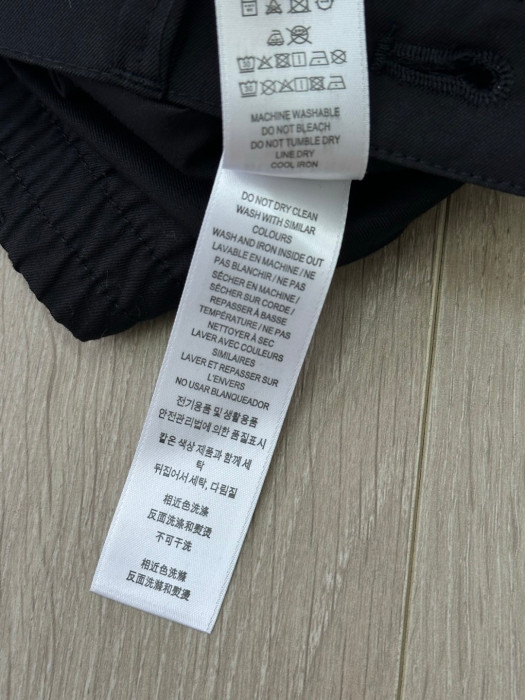 MACHINE WASHABLE
DO NOT BLEACH
DO NOT TUMBLE DRY
LINE DRY
COOL IRON
DO NOT DRY CLEAN
WASH WITH SIMILAR
COLOURS
WASH AND IRON INSIDE OUT
LAVABLE EN MACHINE / NE
PAS BLANCHIR / NE PAS
SÉCHER EN MACHINE /
SÉCHER SUR CORDE /
REPASSER À BASSE
TEMPÉRATURE / NE PAS
NETTOYER À SEC
LAVER AVEC COULEURS
SIMILAIRES
LAVER ET REPASSER SUR
L'ENVERS
NO USAR BLANQUEADOR
전기용품 및 생활용품
안전관리법에 의한 품질표시
같은 색상 제품과 함께 세
탁
뒤집어서 세탁, 다림질
相近色洗涤
反面洗涤和熨烫
不可干洗
相近色洗滌
反面洗滌和熨燙